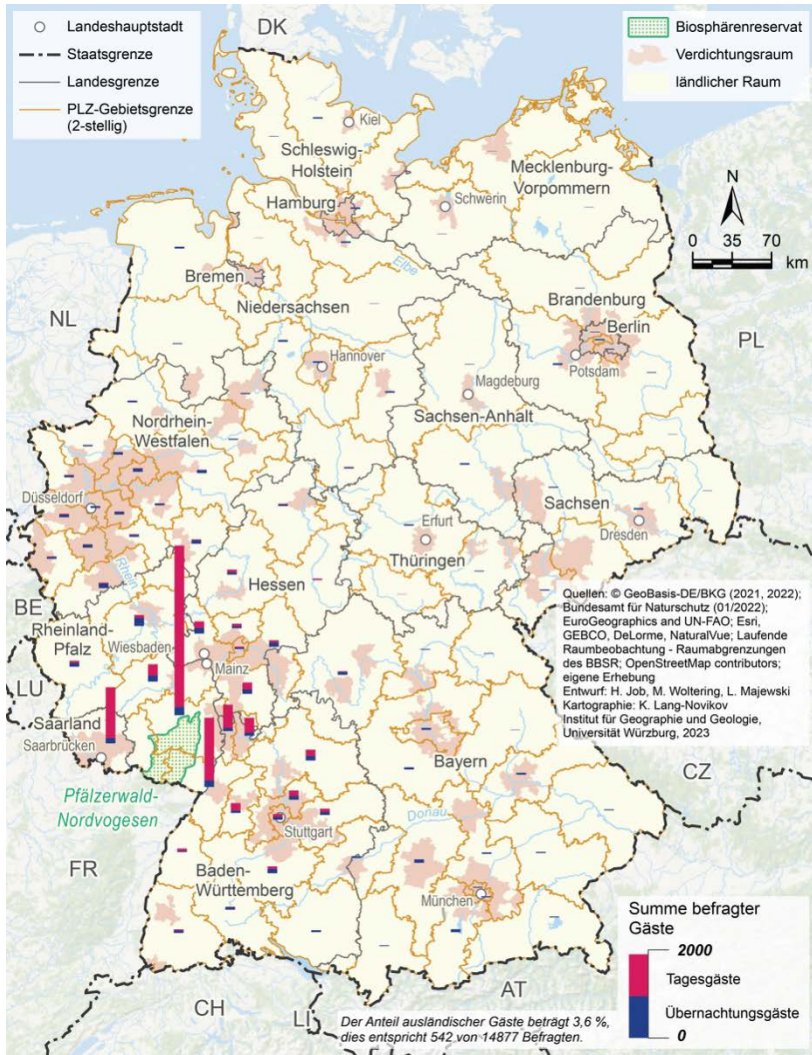 Landeshauptstadt
Staatsgrenze
Landesgrenze
PLZ-Gebietsgrenze
(2-stellig)
DK
Biosphärenreservat
Verdichtungsraum
ländlicher Raum
Kiel
Schleswig-
Holstein
Mecklenburg-
Vorpommern
Hamburg
Schwerin
N
0 35 70
km
Elbe
Bremen
Niedersachsen
NL
Brandenburg
Berlin
Potsdam
PL
Hannover
Magdeburg
Sachsen-Anhalt
Nordrhein-
Westfalen
Düsseldorf
Sachsen
Dresden
Erfurt
Thüringen
Hessen
Rhein
BE
Rheinland-
Pfalz
Wiesbaden
Mainz
LU
Saarland
Saarbrücken
Quellen: © GeoBasis-DE/BKG (2021, 2022);
Bundesamt für Naturschutz (01/2022);
EuroGeographics and UN-FAO; Esri,
GEBCO, DeLorme, NaturalVue; Laufende
Raumbeobachtung - Raumabgrenzungen
des BBSR; OpenStreetMap contributors;
eigene Erhebung
Entwurf: H. Job, M. Woltering, L. Majewski
Kartographie: K. Lang-Novikov
Institut für Geographie und Geologie,
Universität Würzburg, 2023
Bayern
CZ
Pfälzerwald-
Nordvogesen
Stuttgart
Donau
FR
Baden-
Württemberg
München
Summe befragter
Gäste
2000
Tagesgäste
Übernachtungsgäste
0
CH
LI
AT
Der Anteil ausländischer Gäste beträgt 3,6 %,
dies entspricht 542 von 14877 Befragten.